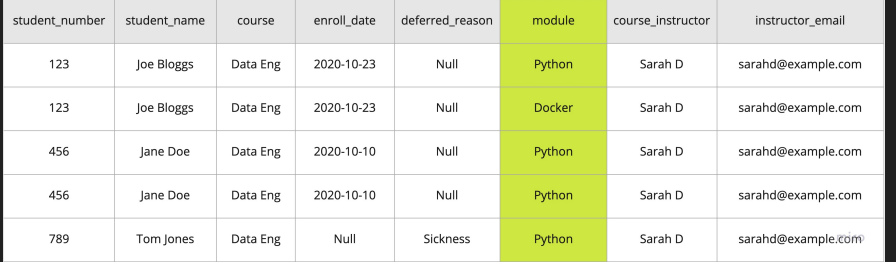 student_number student_name course enroll_date deferred_reason module course_instructor instructor_email
123 Joe Bloggs Data Eng 2020-10-23 Null Python Sarah D sarahd@example.com
123 Joe Bloggs Data Eng 2020-10-23 Null Docker Sarah D sarahd@example.com
456 Jane Doe Data Eng 2020-10-10 Null Python Sarah D sarahd@example.com
456 Jane Doe Data Eng 2020-10-10 Null Python Sarah D sarahd@example.com
789 Tom Jones Data Eng Null Sickness Python Sarah D sarahd@example.com
miro